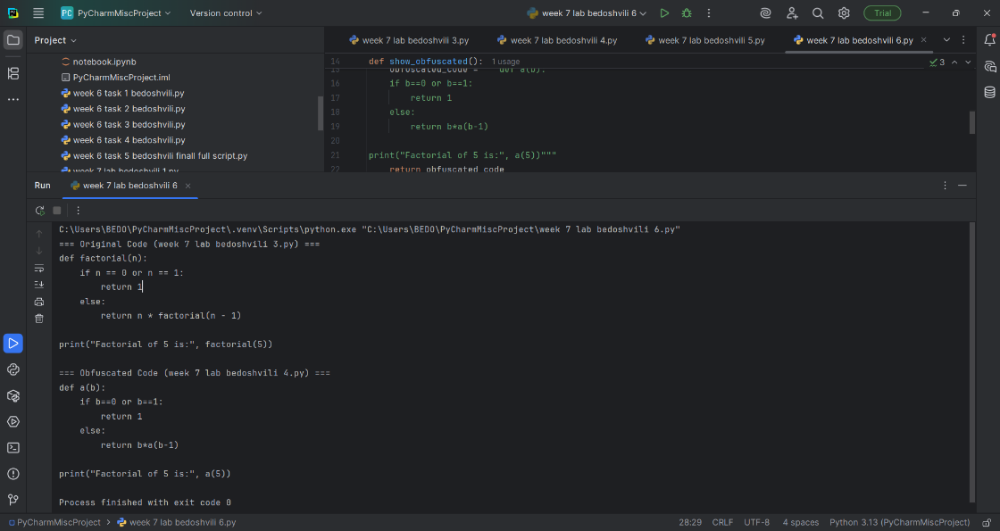 PC PyCharmMiscProject Version control week 7 lab bedoshvili 6 Trial
Project
week 7 lab bedoshvili 3.py week 7 lab bedoshvili 4.py week 7 lab bedoshvili 5.py week 7 lab bedoshvili 6.py
notebook.ipynb
PyCharmMiscProject.iml
week 6 task 1 bedoshvili.py
week 6 task 2 bedoshvili.py
week 6 task 3 bedoshvili.py
week 6 task 4 bedoshvili.py
week 6 task 5 bedoshvili finall full script.py
week 7 lab bedoshvili 1.py
14 def show_obfuscated(): 1 usage
3
15 obfuscated_code = """def a(b):
16 if b==0 or b==1:
17 return 1
18 else:
19 return b*a(b-1)
20
21 print("Factorial of 5 is:", a(5))"""
22 return obfuscated_code
Run week 7 lab bedoshvili 6
C:\Users\BEDO\PyCharmMiscProject\.venv\Scripts\python.exe "C:\Users\BEDO\PyCharmMiscProject\week 7 lab bedoshvili 6.py"
=== Original Code (week 7 lab bedoshvili 3.py) ===
def factorial(n):
if n == 0 or n == 1:
return 1
else:
return n * factorial(n - 1)
print("Factorial of 5 is:", factorial(5))
=== Obfuscated Code (week 7 lab bedoshvili 4.py) ===
def a(b):
if b==0 or b==1:
return 1
else:
return b*a(b-1)
print("Factorial of 5 is:", a(5))
Process finished with exit code 0
PyCharmMiscProject > week 7 lab bedoshvili 6.py 28:29 CRLF UTF-8 4 spaces Python 3.13 (PyCharmMiscProject)